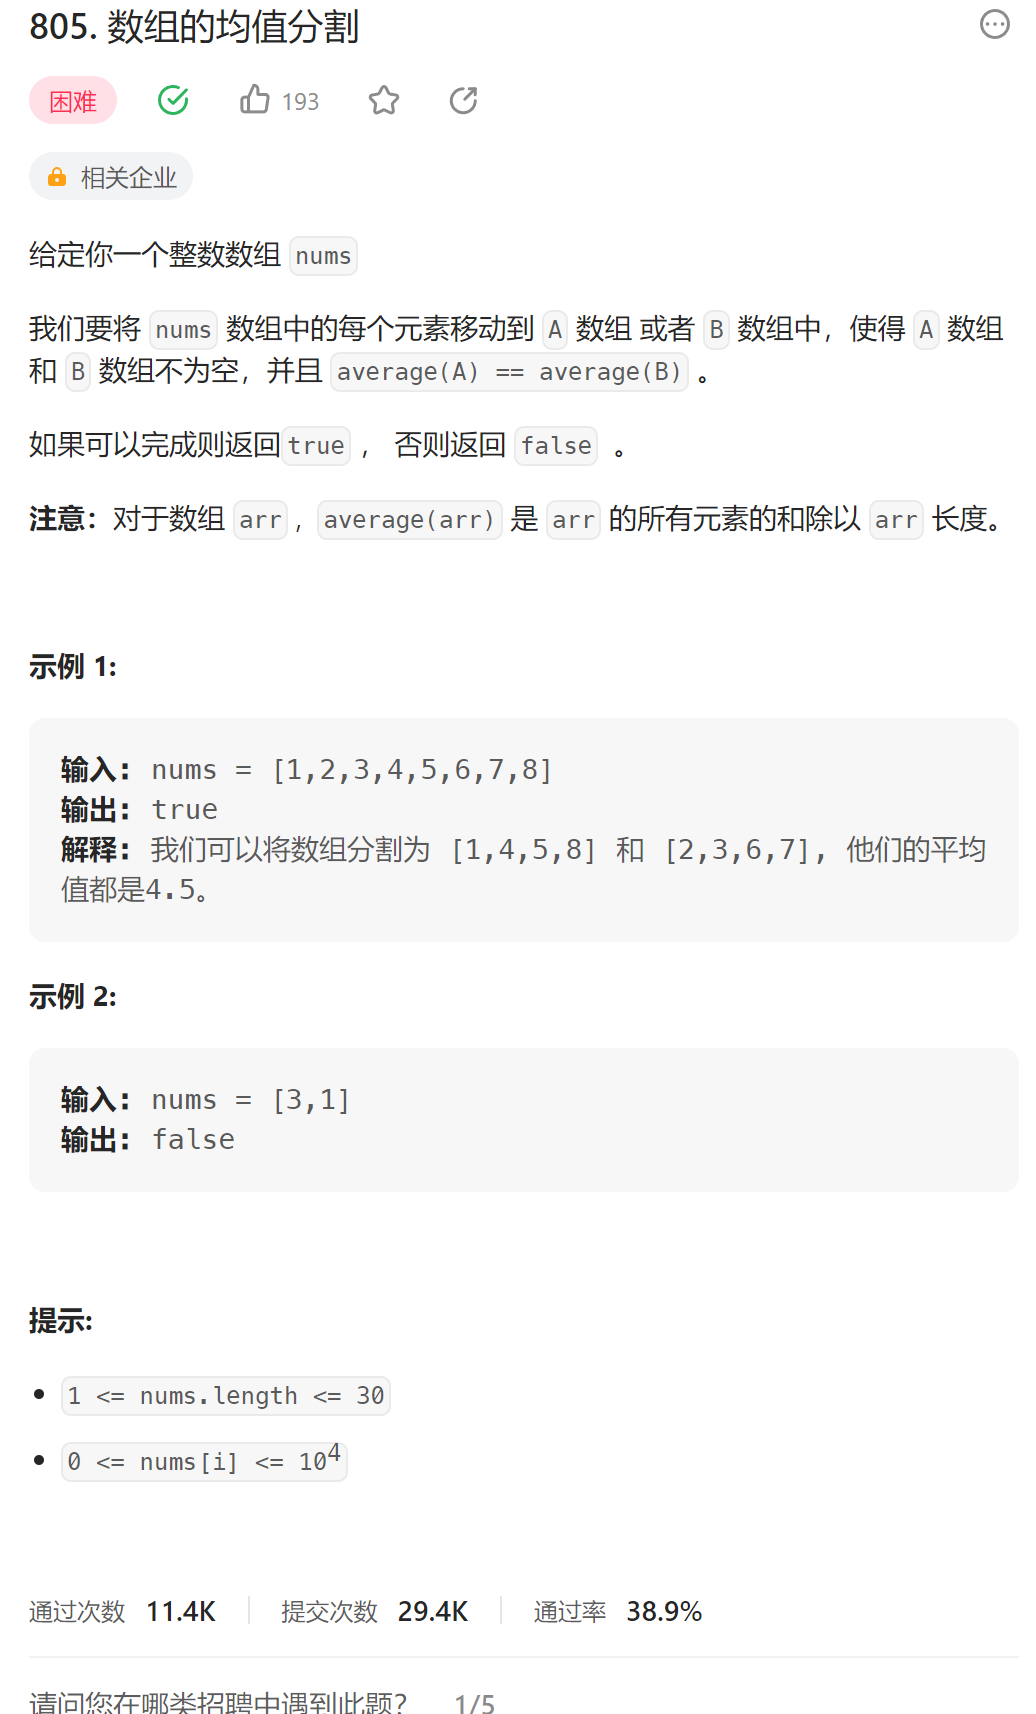 805. 数组的均值分割
困难 193
相关企业
给定你一个整数数组 nums
我们要将 nums 数组中的每个元素移动到 A 数组 或者 B 数组中，使得 A 数组
和 B 数组不为空，并且 average(A) == average(B) 。
如果可以完成则返回true ， 否则返回 false 。
注意：对于数组 arr , average(arr) 是 arr 的所有元素的和除以 arr 长度。
示例 1:
输入： nums = [1,2,3,4,5,6,7,8]
输出： true
解释： 我们可以将数组分割为 [1,4,5,8] 和 [2,3,6,7], 他们的平均
值都是4.5。
示例 2:
输入： nums = [3,1]
输出： false
提示:
1 <= nums.length <= 30
0 <= nums[i] <= 10⁴
通过次数 11.4K 提交次数 29.4K 通过率 38.9%
请问您在哪类招聘中遇到此题？ 1/5